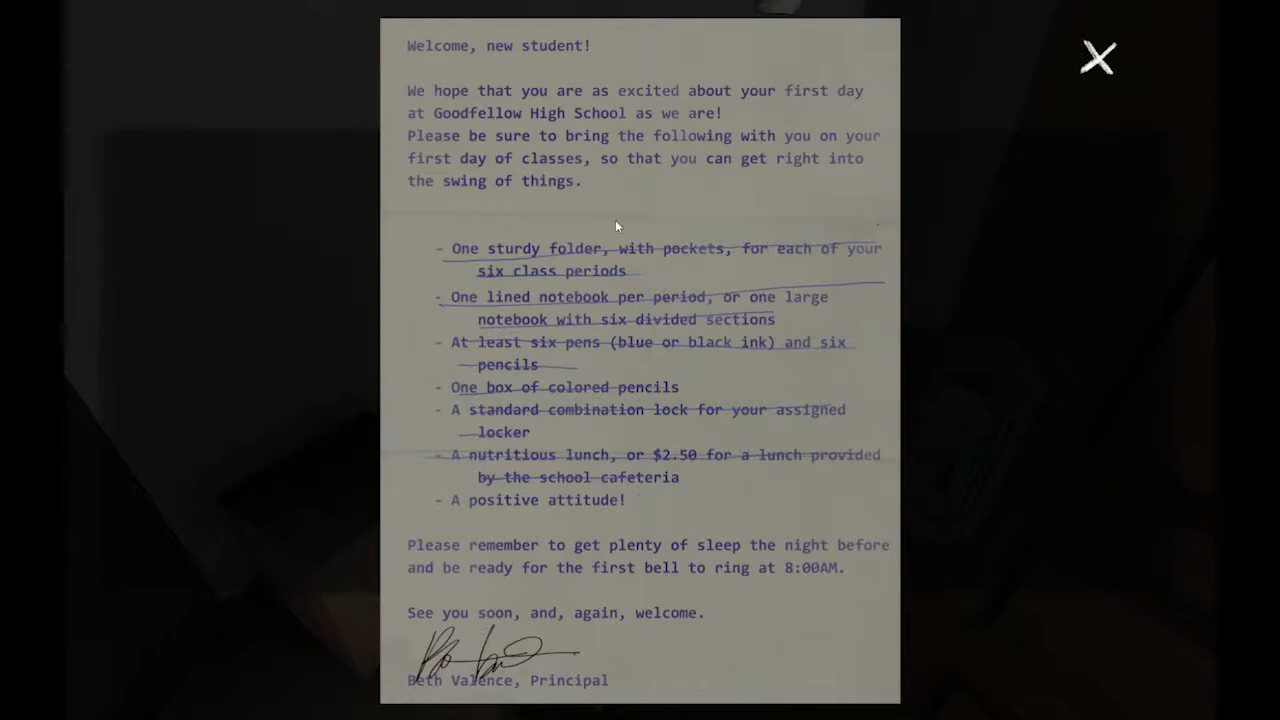 Welcome, new student!
We hope that you are as excited about your first day
at Goodfellow High School as we are!
Please be sure to bring the following with you on your
first day of classes, so that you can get right into
the swing of things.
- One sturdy folder, with pockets, for each of your
six class periods
- One lined notebook per period, or one large
notebook with six divided sections
- At least six pens (blue or black ink) and six
pencils
- One box of colored pencils
- A standard combination lock for your assigned
locker
- A nutritious lunch, or $2.50 for a lunch provided
by the school cafeteria
- A positive attitude!
Please remember to get plenty of sleep the night before
and be ready for the first bell to ring at 8:00AM.
See you soon, and, again, welcome.
Beth Valence, Principal